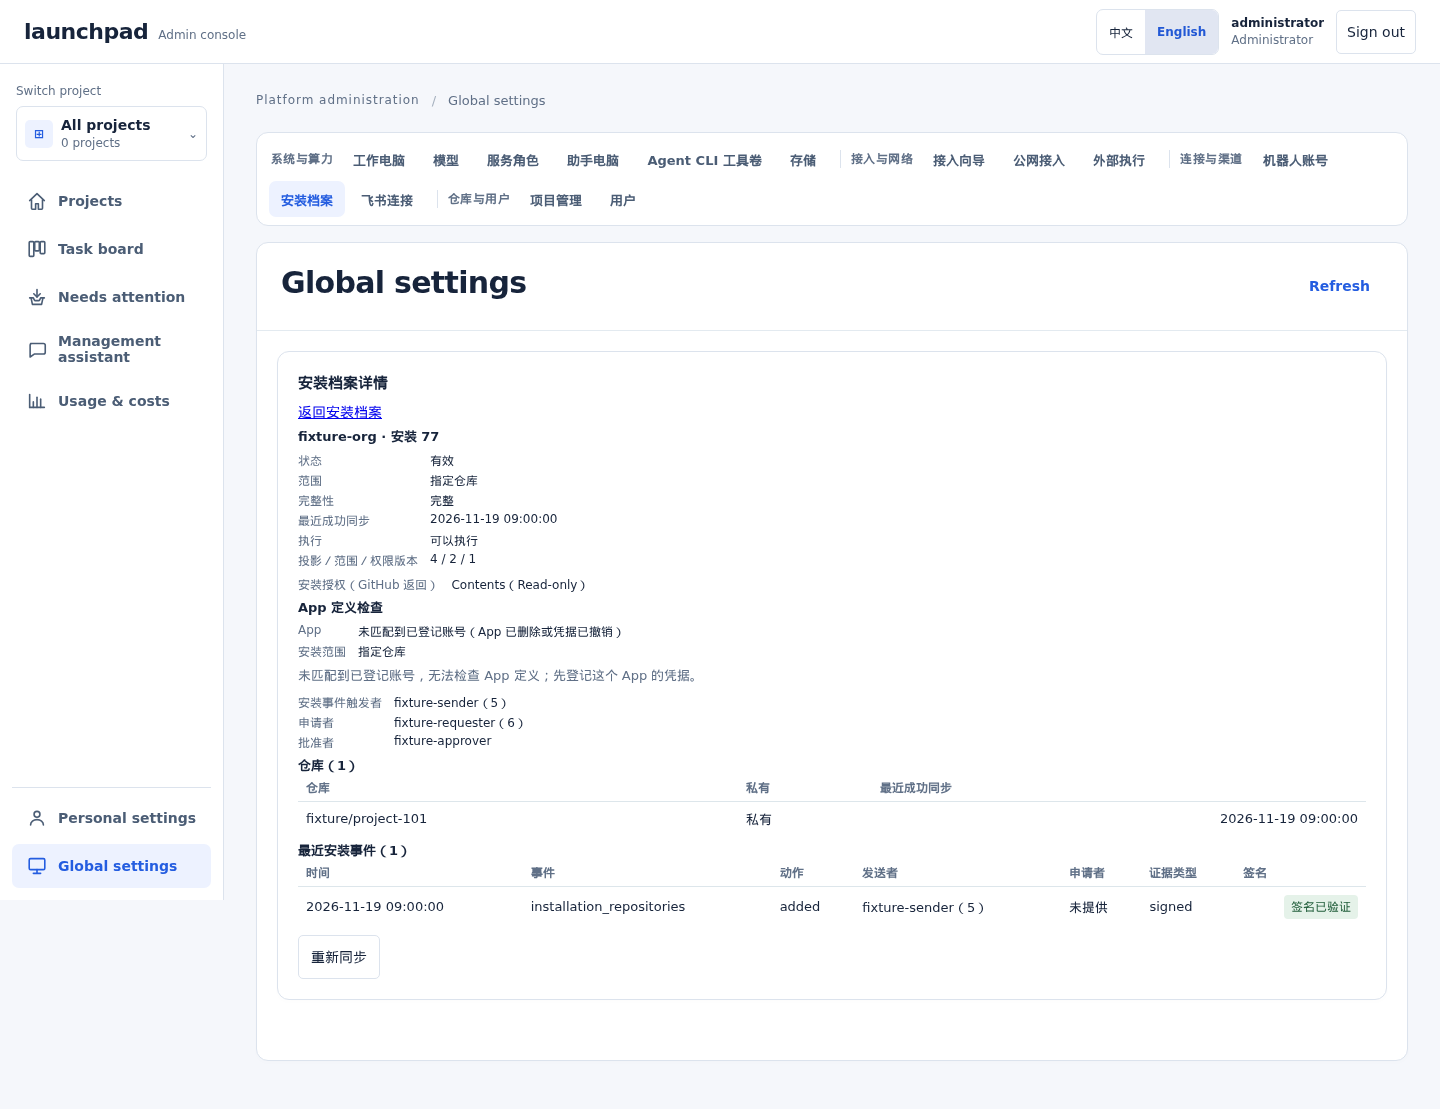 launchpad Admin console
中文 English administrator Administrator Sign out
Switch project
All projects
0 projects
Projects
Task board
Needs attention
Management assistant
Usage & costs
Personal settings
Global settings
Platform administration / Global settings
系统与算力 工作电脑 模型 服务角色 助手电脑 Agent CLI 工具卷 存储 接入与网络 接入向导 公网接入 外部执行 连接与渠道 机器人账号
安装档案 飞书连接 仓库与用户 项目管理 用户
Global settings
Refresh
安装档案详情
返回安装档案
fixture-org · 安装 77
状态 有效
范围 指定仓库
完整性 完整
最近成功同步 2026-11-19 09:00:00
执行 可以执行
投影 / 范围 / 权限版本 4 / 2 / 1
安装授权（GitHub 返回） Contents（Read-only）
App 定义检查
App 未匹配到已登记账号（App 已删除或凭据已撤销）
安装范围 指定仓库
未匹配到已登记账号，无法检查 App 定义；先登记这个 App 的凭据。
安装事件触发者 fixture-sender（5）
申请者 fixture-requester（6）
批准者 fixture-approver
仓库（1）
仓库 私有 最近成功同步
fixture/project-101 私有 2026-11-19 09:00:00
最近安装事件（1）
时间 事件 动作 发送者 申请者 证据类型 签名
2026-11-19 09:00:00 installation_repositories added fixture-sender（5） 未提供 signed 签名已验证
重新同步